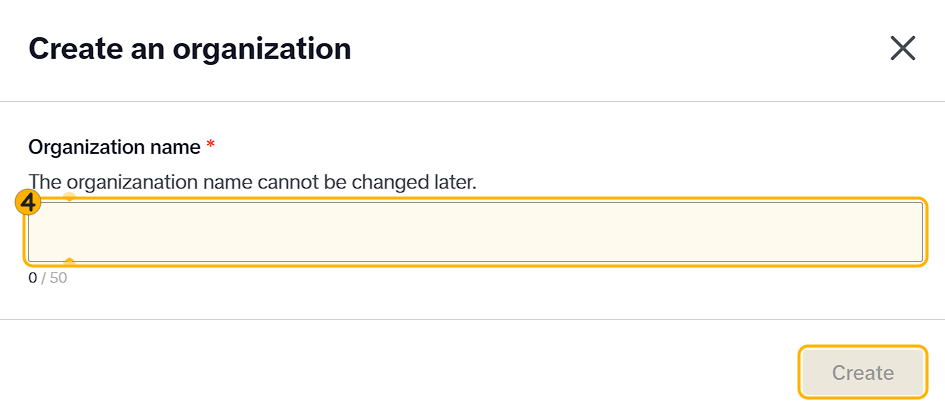 Create an organization
Organization name *
The organizanation name cannot be changed later.
4
0 / 50
Create